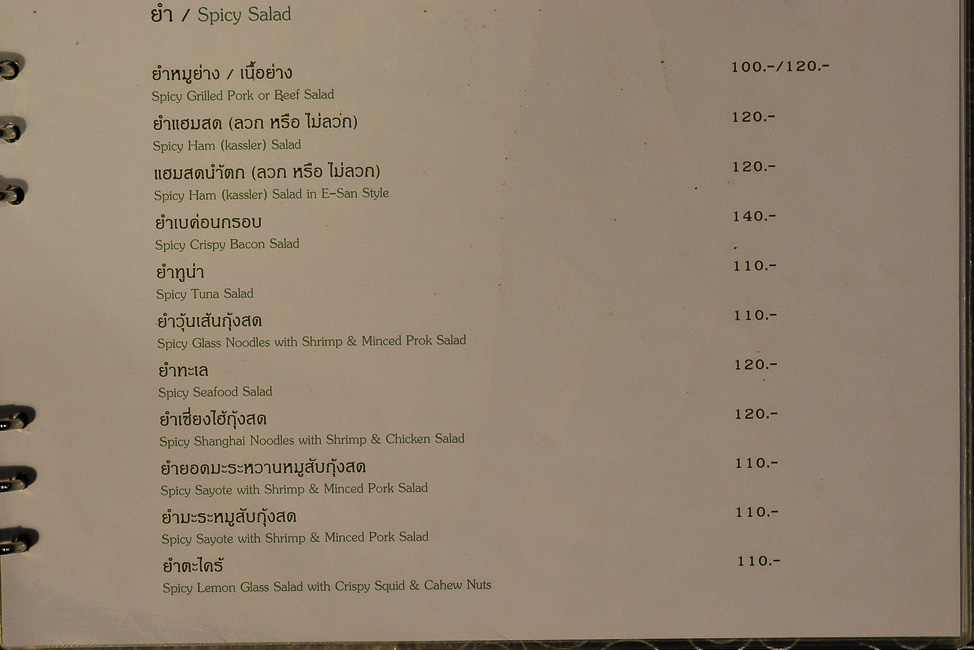 ยำ / Spicy Salad
ยำหมูย่าง / เนื้อย่าง 100.-/120.-
Spicy Grilled Pork or Beef Salad
ยำแฮมสด (ลวก หรือ ไม่ลวก) 120.-
Spicy Ham (kassler) Salad
แฮมสดน้ำตก (ลวก หรือ ไม่ลวก) 120.-
Spicy Ham (kassler) Salad in E-San Style
ยำเบค่อนกรอบ 140.-
Spicy Crispy Bacon Salad
ยำทูน่า 110.-
Spicy Tuna Salad
ยำวุ้นเส้นกุ้งสด 110.-
Spicy Glass Noodles with Shrimp & Minced Prok Salad
ยำทะเล 120.-
Spicy Seafood Salad
ยำเซี่ยงไฮ้กุ้งสด 120.-
Spicy Shanghai Noodles with Shrimp & Chicken Salad
ยำยอดมะระหวานหมูสับกุ้งสด 110.-
Spicy Sayote with Shrimp & Minced Pork Salad
ยำมะระหมูสับกุ้งสด 110.-
Spicy Sayote with Shrimp & Minced Pork Salad
ยำตะไคร้ 110.-
Spicy Lemon Glass Salad with Crispy Squid & Cahew Nuts